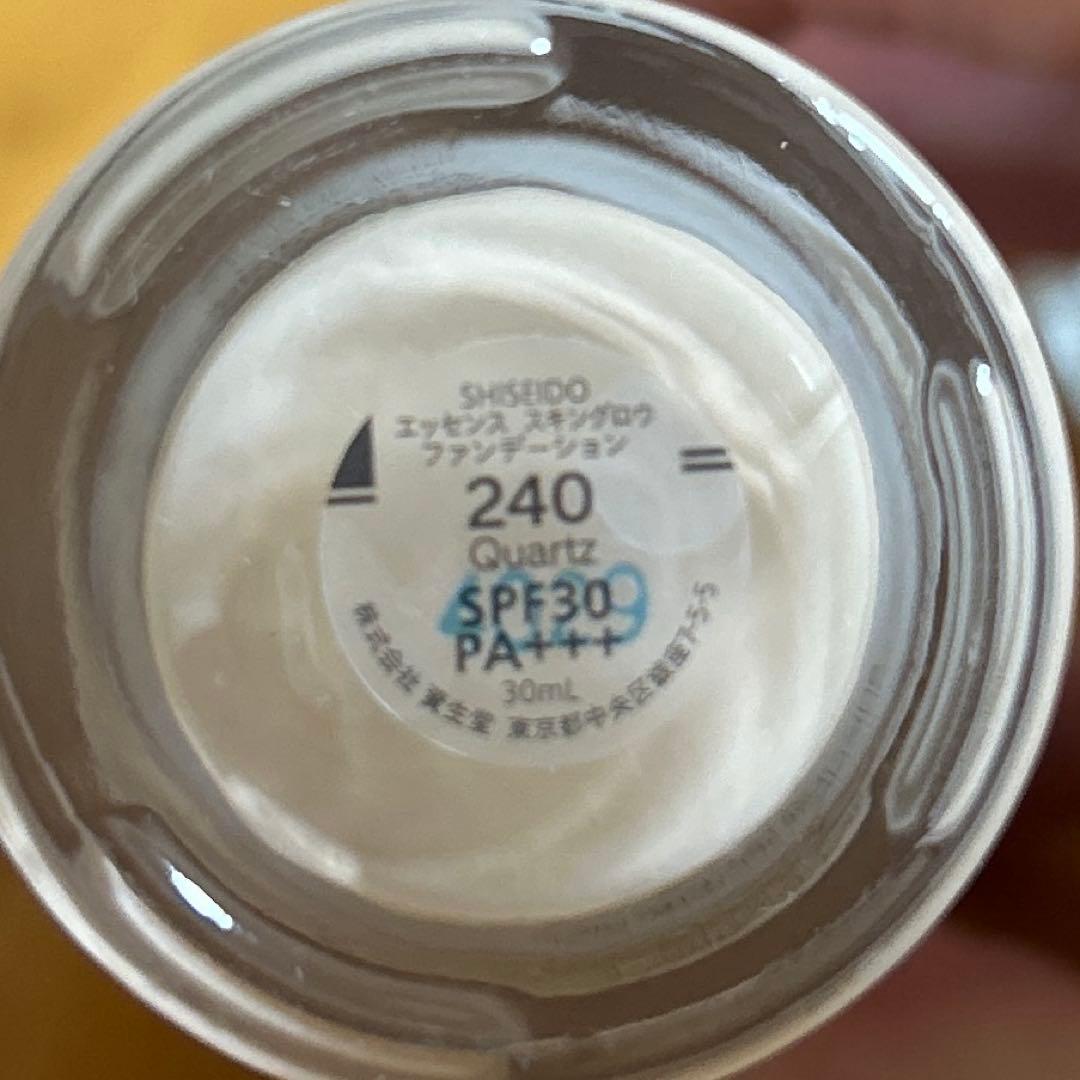 SHISEIDO
エッセンス スキングロウ
ファンデーション
240
Quartz
SPF30
PA+++
30mL
株式会社 資生堂 東京都中央区銀座7-5-5